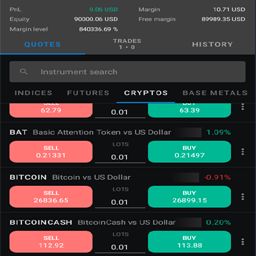 PnL 0.06 USD Margin 10.71 USD
Equity 90000.06 USD Free margin 89989.35 USD
Margin level 840336.69 %
QUOTES TRADES HISTORY
1 • 0
Instrument search
INDICES FUTURES CRYPTOS BASE METALS
SELL BUY
62.79 0.01 63.39
BAT Basic Attention Token vs US Dollar 1.09%
SELL LOTS BUY
0.21331 0.01 0.21497
BITCOIN Bitcoin vs US Dollar -0.91%
SELL LOTS BUY
26836.65 0.01 26899.15
BITCOINCASH BitcoinCash vs US Dollar 0.20%
SELL LOTS BUY
112.92 0.01 113.88